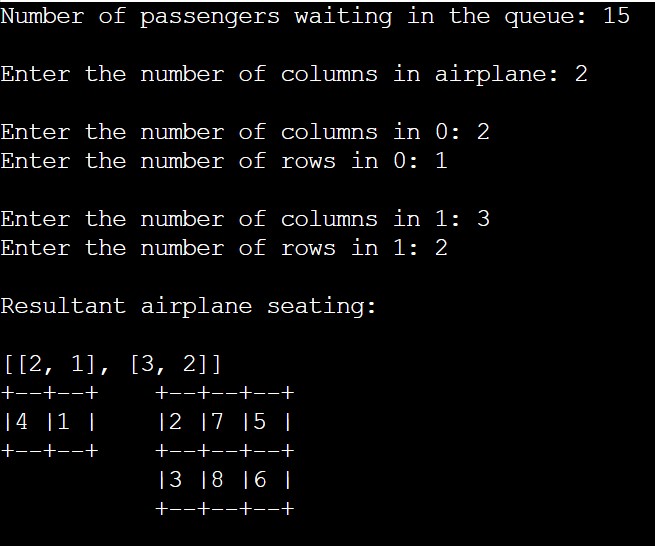 Number of passengers waiting in the queue: 15
Enter the number of columns in airplane: 2
Enter the number of columns in 0: 2
Enter the number of rows in 0: 1
Enter the number of columns in 1: 3
Enter the number of rows in 1: 2
Resultant airplane seating:
[[2, 1], [3, 2]]
+--+--+    +--+--+--+
|4 |1 |    |2 |7 |5 |
+--+--+    +--+--+--+
           |3 |8 |6 |
           +--+--+--+